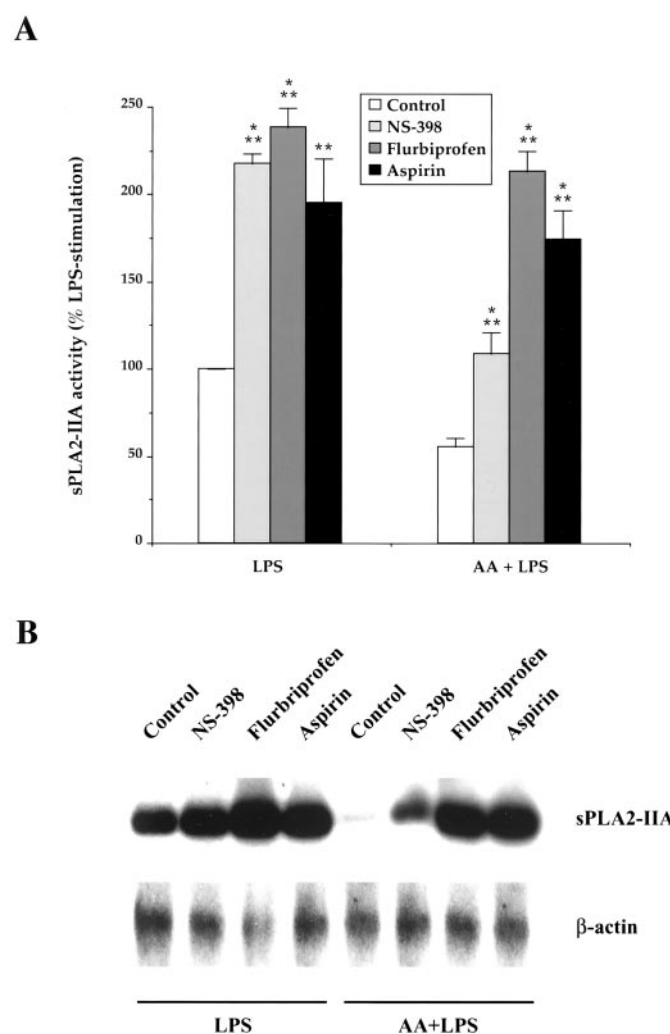 A
sPLA2-IIA activity (% LPS-stimulation)
250
200
150
100
50
0
*
**
*
**
**
*
**
*
**
*
**
Control
NS-398
Flurbiprofen
Aspirin
LPS
AA + LPS
B
Control
NS-398
Flurbriprofen
Aspirin
Control
NS-398
Flurbriprofen
Aspirin
sPLA2-IIA
β-actin
LPS
AA+LPS